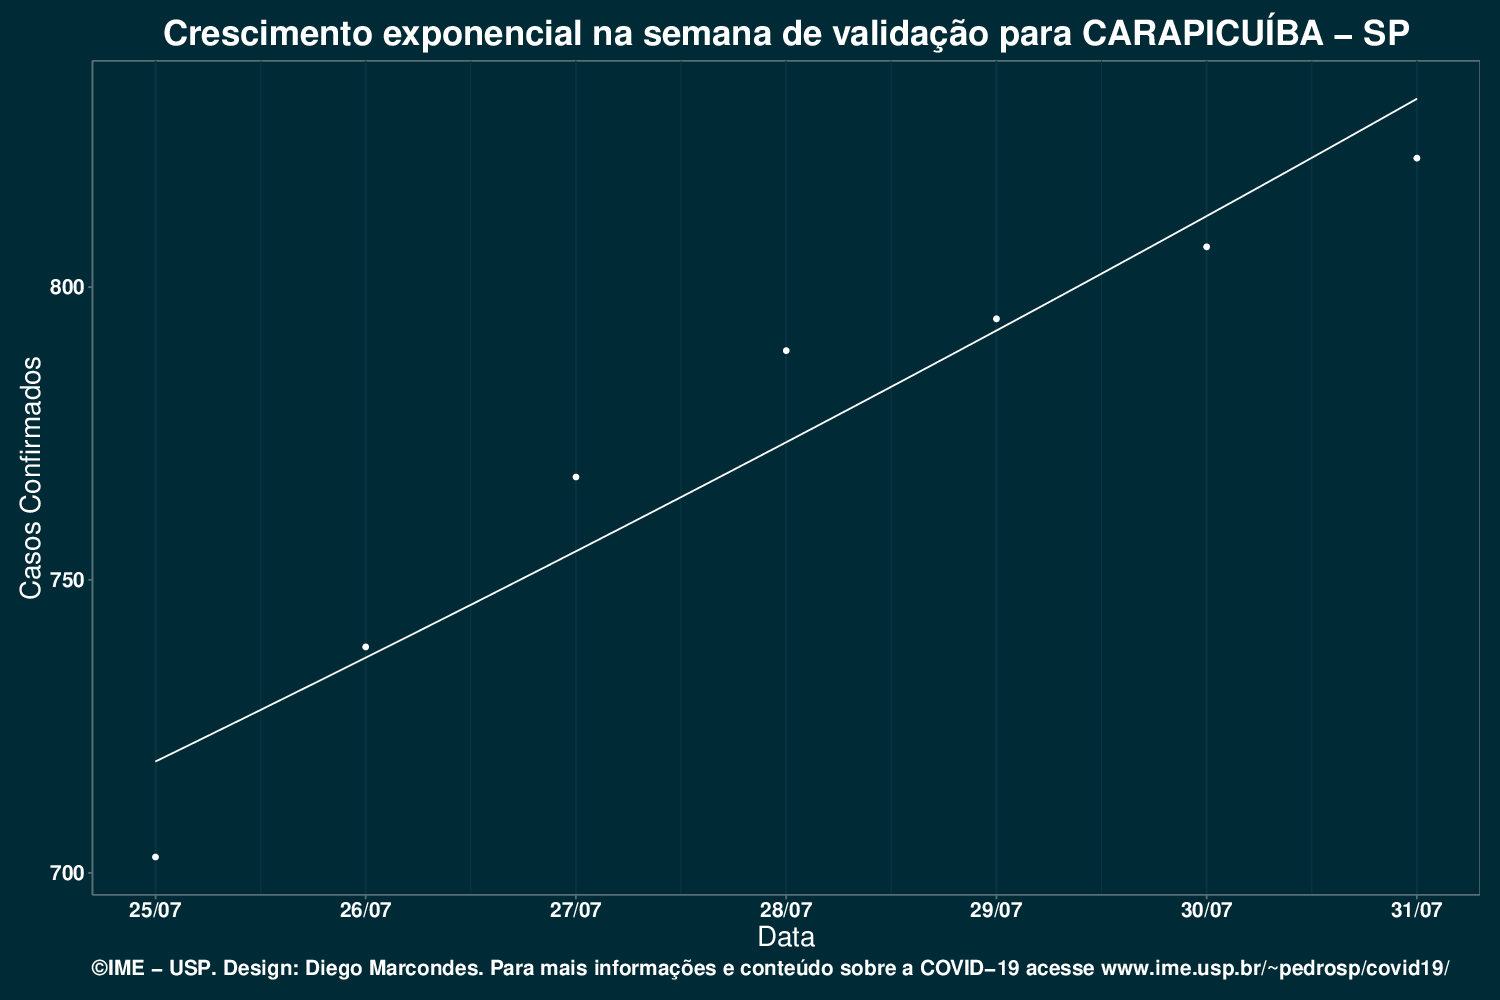 Crescimento exponencial na semana de validação para CARAPICUÍBA – SP
Casos Confirmados
800
750
700
25/07 26/07 27/07 28/07 29/07 30/07 31/07
Data
©IME – USP. Design: Diego Marcondes. Para mais informações e conteúdo sobre a COVID–19 acesse www.ime.usp.br/~pedrosp/covid19/